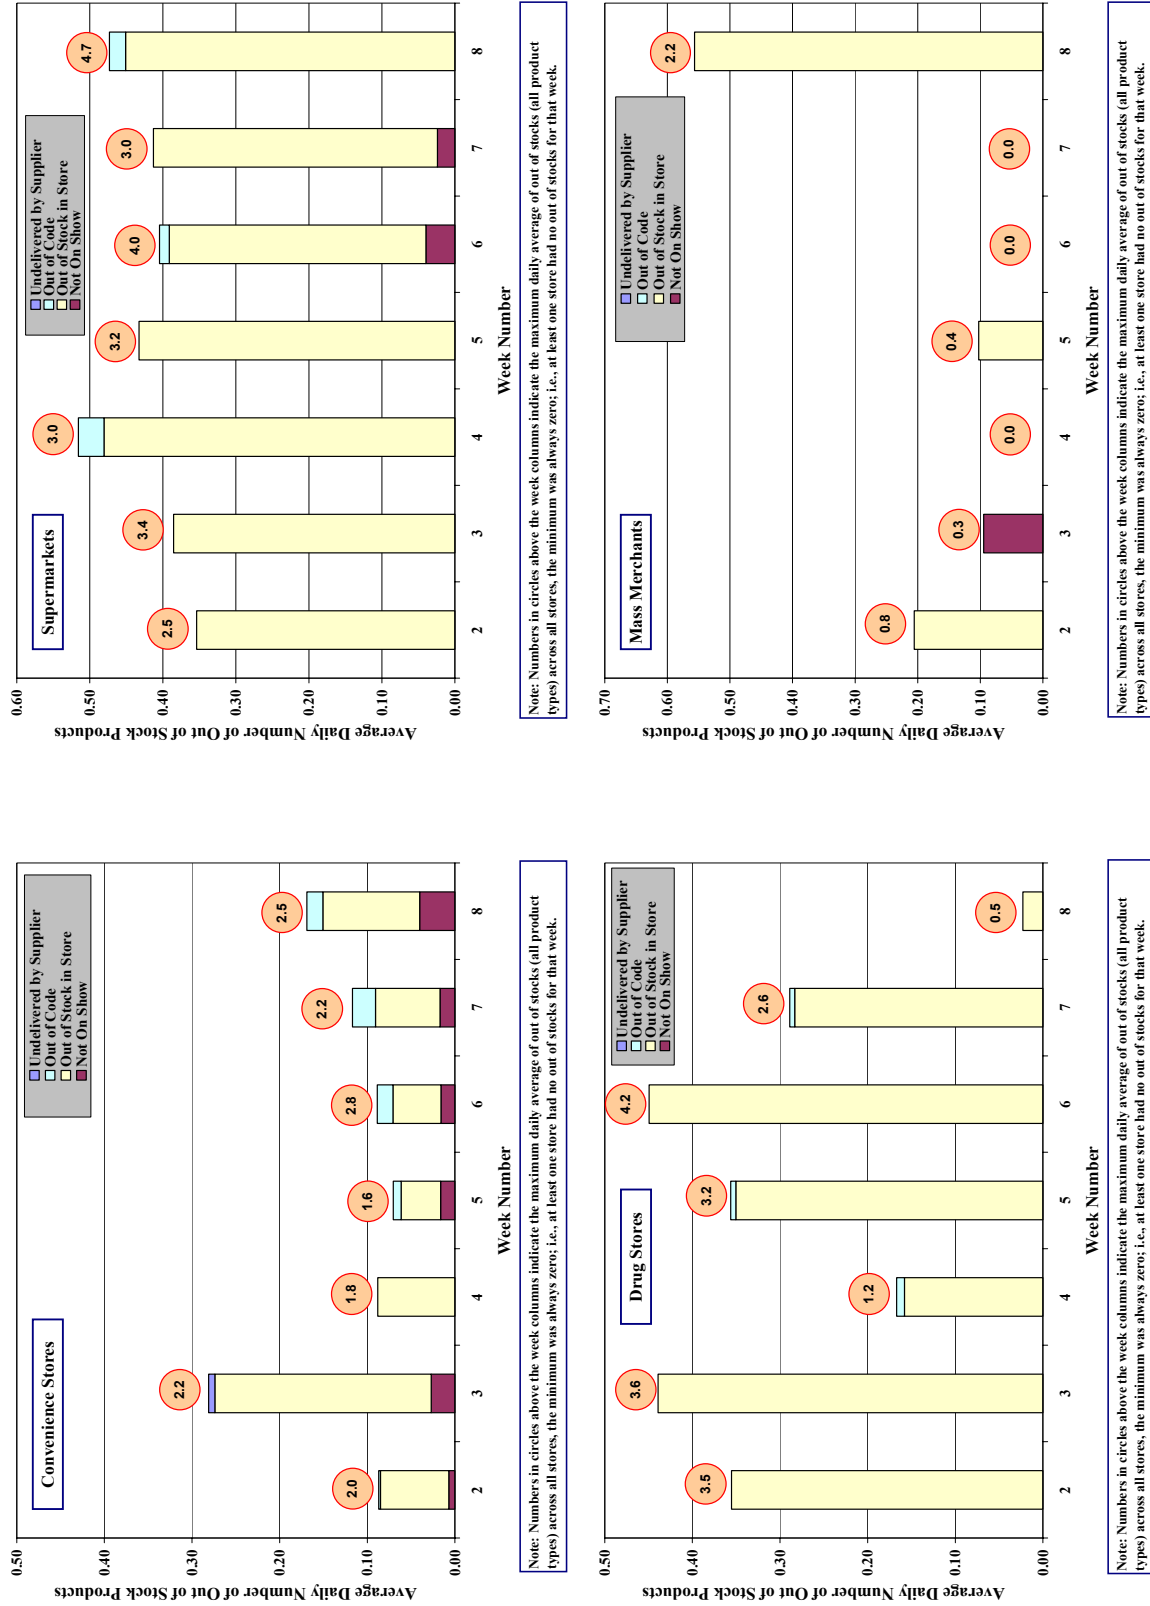 Convenience Stores
Undelivered by Supplier
Out of Code
Out of Stock in Store
Not On Show
Average Daily Number of Out of Stock Products
0.50
0.40
0.30
0.20
0.10
0.00
2.0
2.2
1.8
1.6
2.8
2.2
2.5
2 3 4 5 6 7 8
Week Number
Note: Numbers in circles above the week columns indicate the maximum daily average of out of stocks (all product
types) across all stores, the minimum was always zero; i.e., at least one store had no out of stocks for that week.
Supermarkets
Undelivered by Supplier
Out of Code
Out of Stock in Store
Not On Show
Average Daily Number of Out of Stock Products
0.60
0.50
0.40
0.30
0.20
0.10
0.00
2.5
3.4
3.0
3.2
4.0
3.0
4.7
2 3 4 5 6 7 8
Week Number
Note: Numbers in circles above the week columns indicate the maximum daily average of out of stocks (all product
types) across all stores, the minimum was always zero; i.e., at least one store had no out of stocks for that week.
Drug Stores
Undelivered by Supplier
Out of Code
Out of Stock in Store
Not On Show
Average Daily Number of Out of Stock Products
0.50
0.40
0.30
0.20
0.10
0.00
3.5
3.6
1.2
3.2
4.2
2.6
0.5
2 3 4 5 6 7 8
Week Number
Note: Numbers in circles above the week columns indicate the maximum daily average of out of stocks (all product
types) across all stores, the minimum was always zero; i.e., at least one store had no out of stocks for that week.
Mass Merchants
Undelivered by Supplier
Out of Code
Out of Stock in Store
Not On Show
Average Daily Number of Out of Stock Products
0.70
0.60
0.50
0.40
0.30
0.20
0.10
0.00
0.8
0.3
0.0
0.4
0.0
0.0
2.2
2 3 4 5 6 7 8
Week Number
Note: Numbers in circles above the week columns indicate the maximum daily average of out of stocks (all product
types) across all stores, the minimum was always zero; i.e., at least one store had no out of stocks for that week.